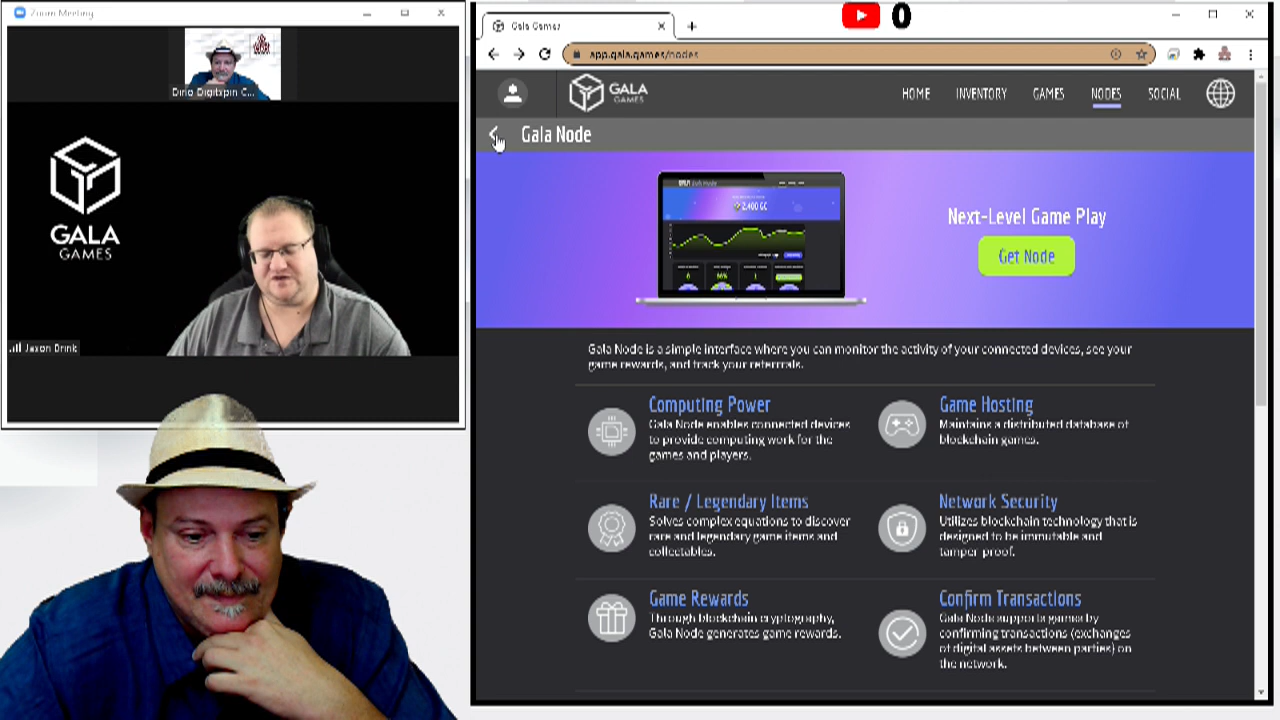 Zoom Meeting
Dino Digitxpin C...
GALA
GAMES
Jaxon Drink
0
Gala Games
app.gala.games/nodes
GALA
GAMES
HOME
INVENTORY
GAMES
NODES
SOCIAL
Gala Node
2,400 GC
Next-Level Game Play
Get Node
Gala Node is a simple interface where you can monitor the activity of your connected devices, see your
game rewards, and track your referrrals.
Computing Power
Gala Node enables connected devices
to provide computing work for the
games and players.
Game Hosting
Maintains a distributed database of
blockchain games.
Rare / Legendary Items
Solves complex equations to discover
rare and legendary game items and
collectables.
Network Security
Utilizes blockchain technology that is
designed to be immutable and
tamper proof.
Game Rewards
Through blockchain cryptography,
Gala Node generates game rewards.
Confirm Transactions
Gala Node supports games by
confirming transactions (exchanges
of digital assets between parties) on
the network.